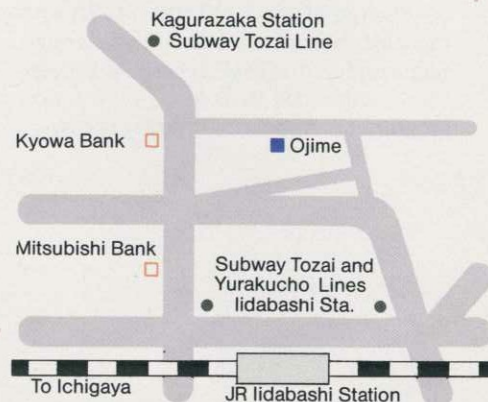 Kagurazaka Station
Subway Tozai Line
Kyowa Bank
Ojime
Mitsubishi Bank
Subway Tozai and
Yurakucho Lines
Iidabashi Sta.
To Ichigaya
JR Iidabashi Station